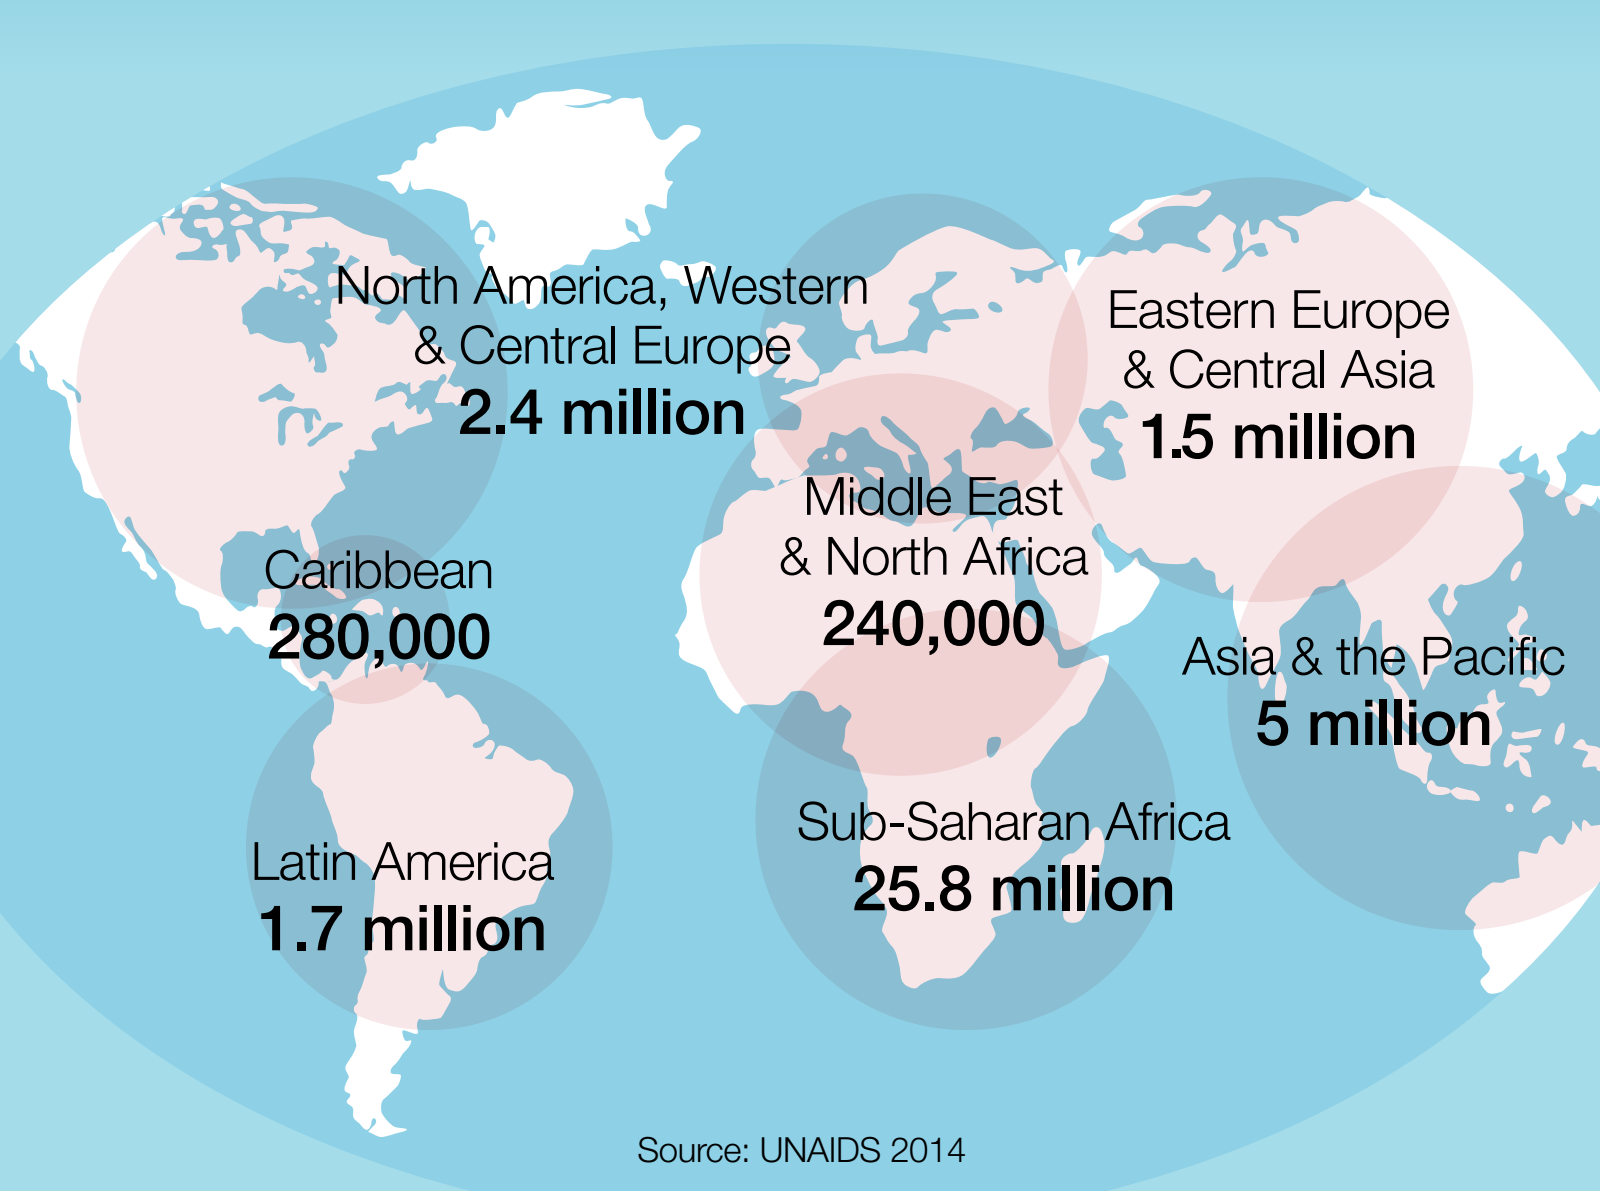 North America, Western
& Central Europe
2.4 million
Eastern Europe
& Central Asia
1.5 million
Middle East
& North Africa
240,000
Caribbean
280,000
Asia & the Pacific
5 million
Sub-Saharan Africa
25.8 million
Latin America
1.7 million
Source: UNAIDS 2014